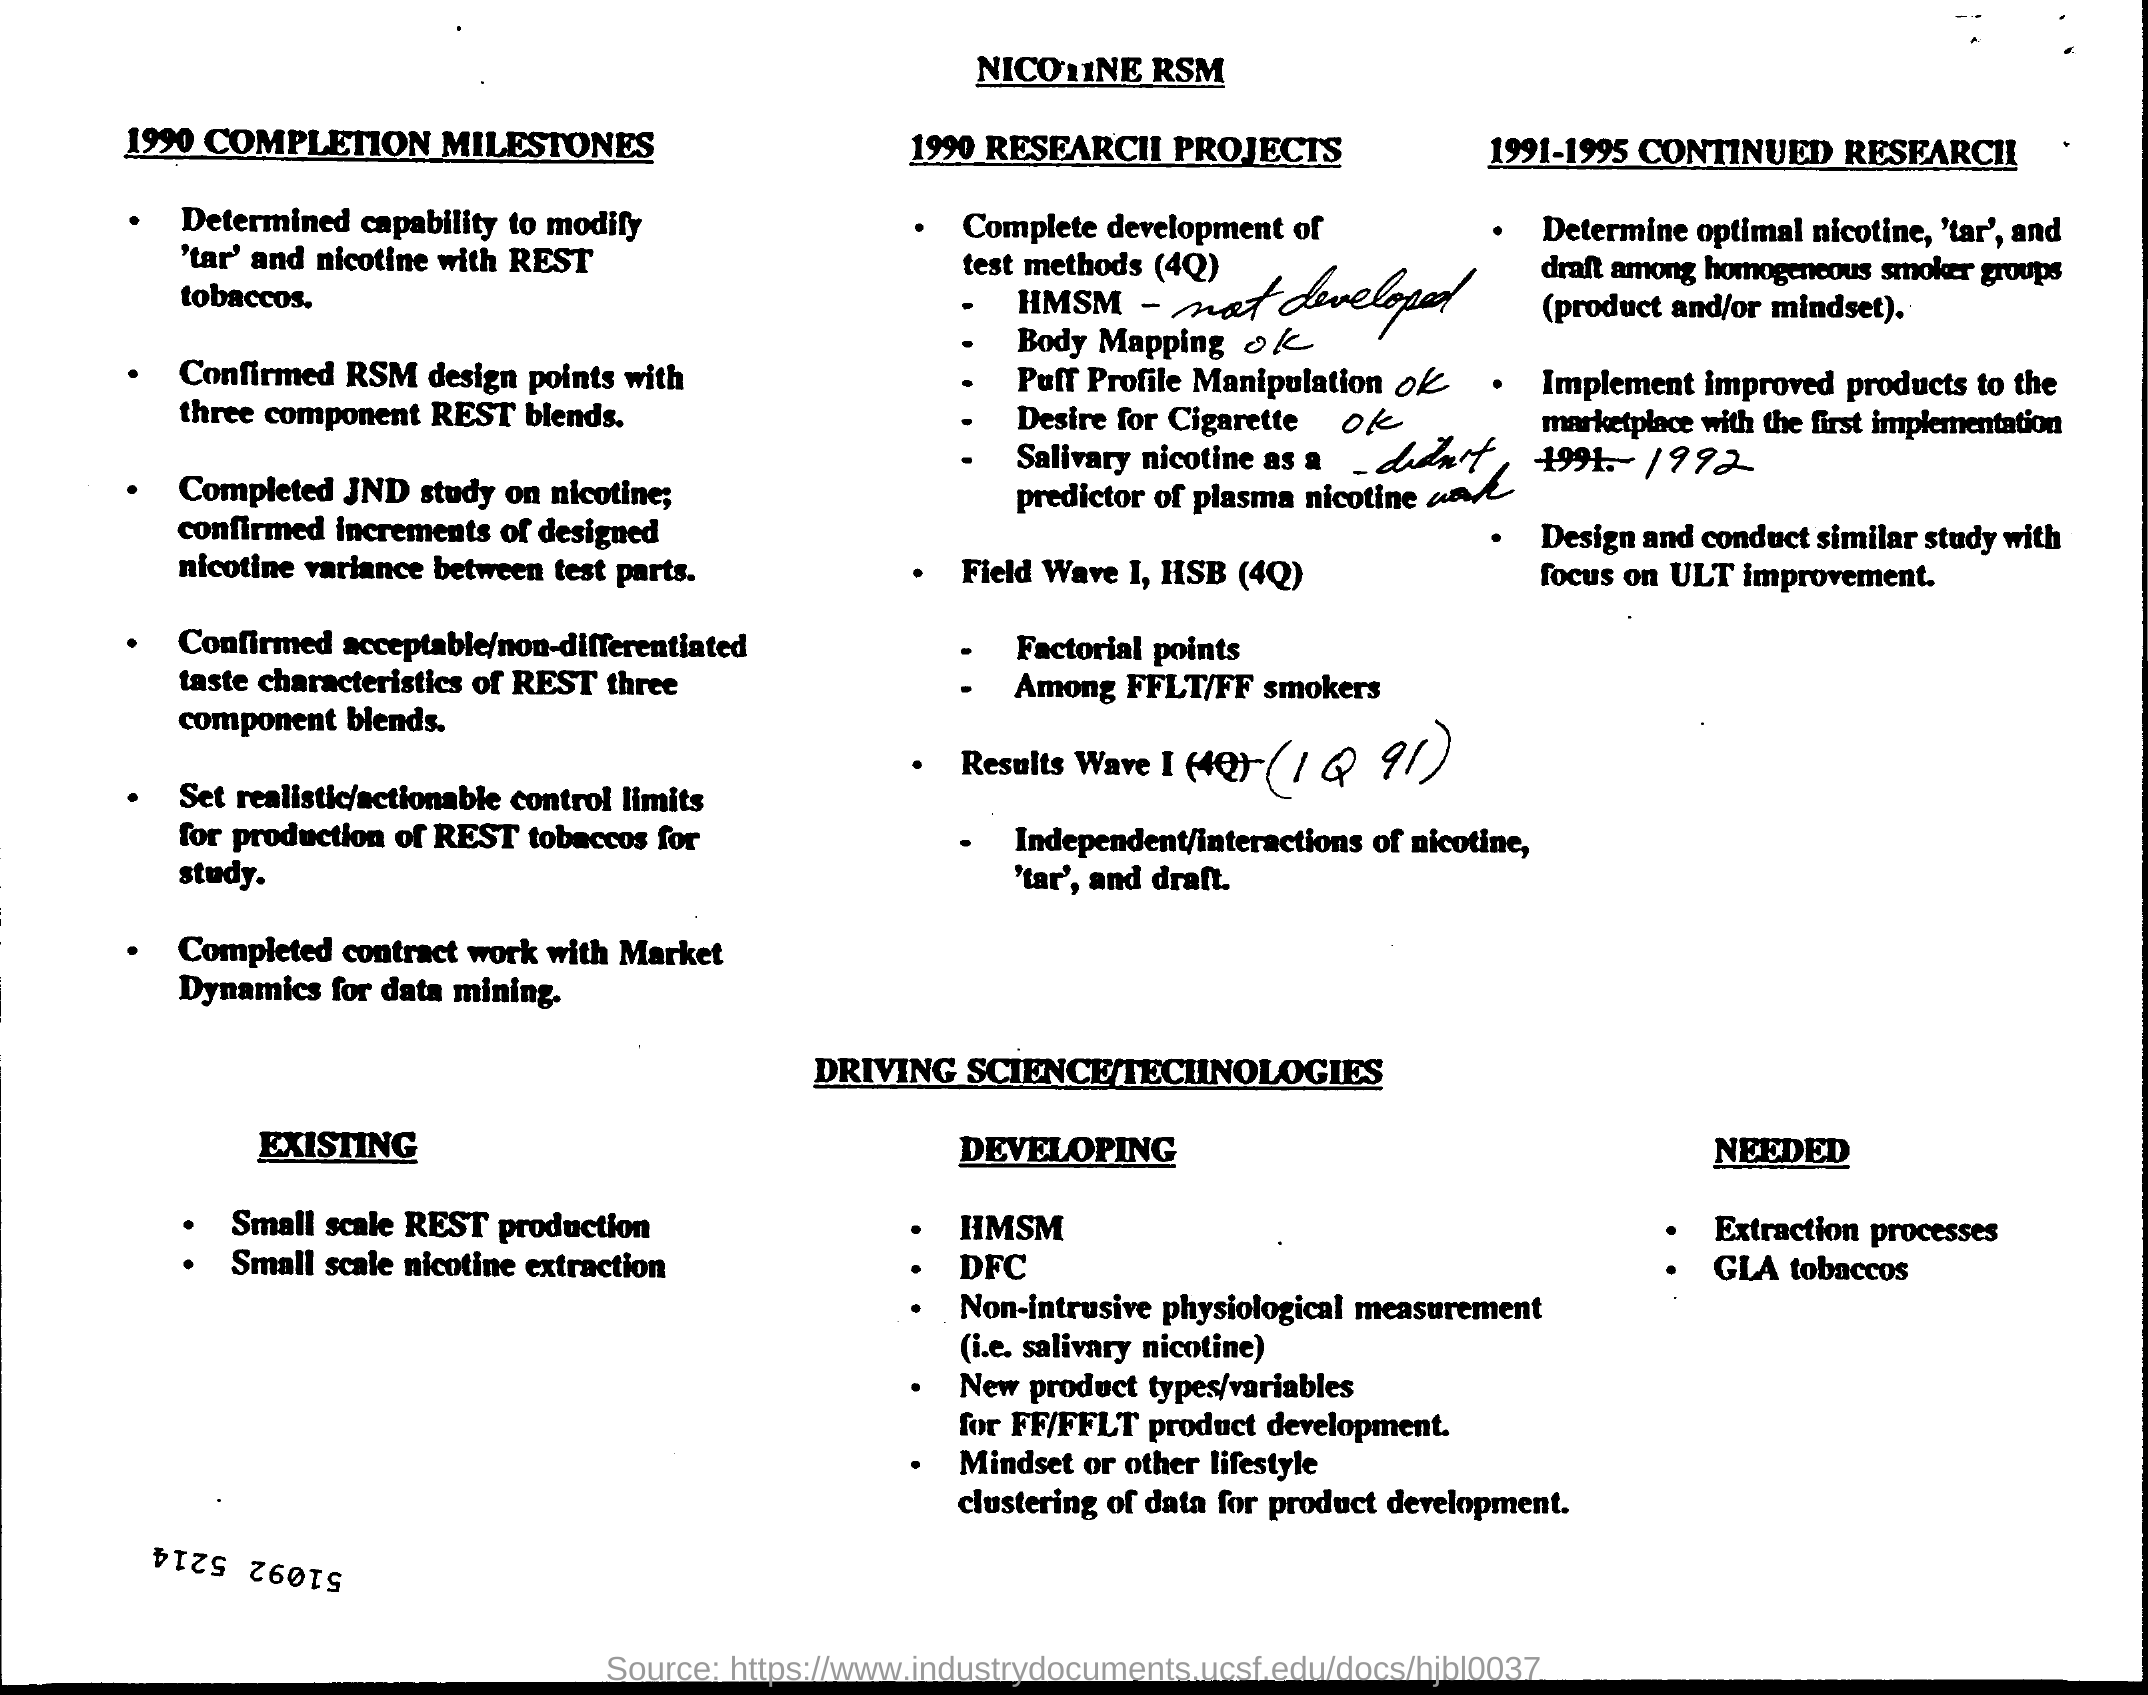 NICOTINE RSM
1990 COMPLETION MILESTONES
• Determined capability to modify
'tar' and nicotine with REST
tobaccos.
• Confirmed RSM design points with
three component REST blends.
• Completed JND study on nicotine;
confirmed increments of designed
nicotine variance between test parts.
• Confirmed acceptable/non-differentiated
taste characteristics of REST three
component blends.
• Set realistic/actionable control limits
for production of REST tobaccos for
study.
• Completed contract work with Market
Dynamics for data mining.
1990 RESEARCH PROJECTS
• Complete development of
test methods (4Q)
- HMSM - not developed
- Body Mapping ok
- Puff Profile Manipulation ok
- Desire for Cigarette ok
- Salivary nicotine as a - didn't
predictor of plasma nicotine work
• Field Wave I, HSB (4Q)
- Factorial points
- Among FFLT/FF smokers
• Results Wave I (4Q) (1Q 91)
- Independent/interactions of nicotine,
'tar', and draft.
1991-1995 CONTINUED RESEARCH
• Determine optimal nicotine, 'tar', and
draft among homogeneous smoker groups
(product and/or mindset).
• Implement improved products to the
marketplace with the first implementation
1991. 1992
• Design and conduct similar study with
focus on ULT improvement.
DRIVING SCIENCE/TECHNOLOGIES
EXISTING
• Small scale REST production
• Small scale nicotine extraction
DEVELOPING
• HMSM
• DFC
• Non-intrusive physiological measurement
(i.e. salivary nicotine)
• New product types/variables
for FF/FFLT product development.
• Mindset or other lifestyle
clustering of data for product development.
NEEDED
• Extraction processes
• GLA tobaccos
51092 5214
Source: https://www.industrydocuments.ucsf.edu/docs/hjbl0037